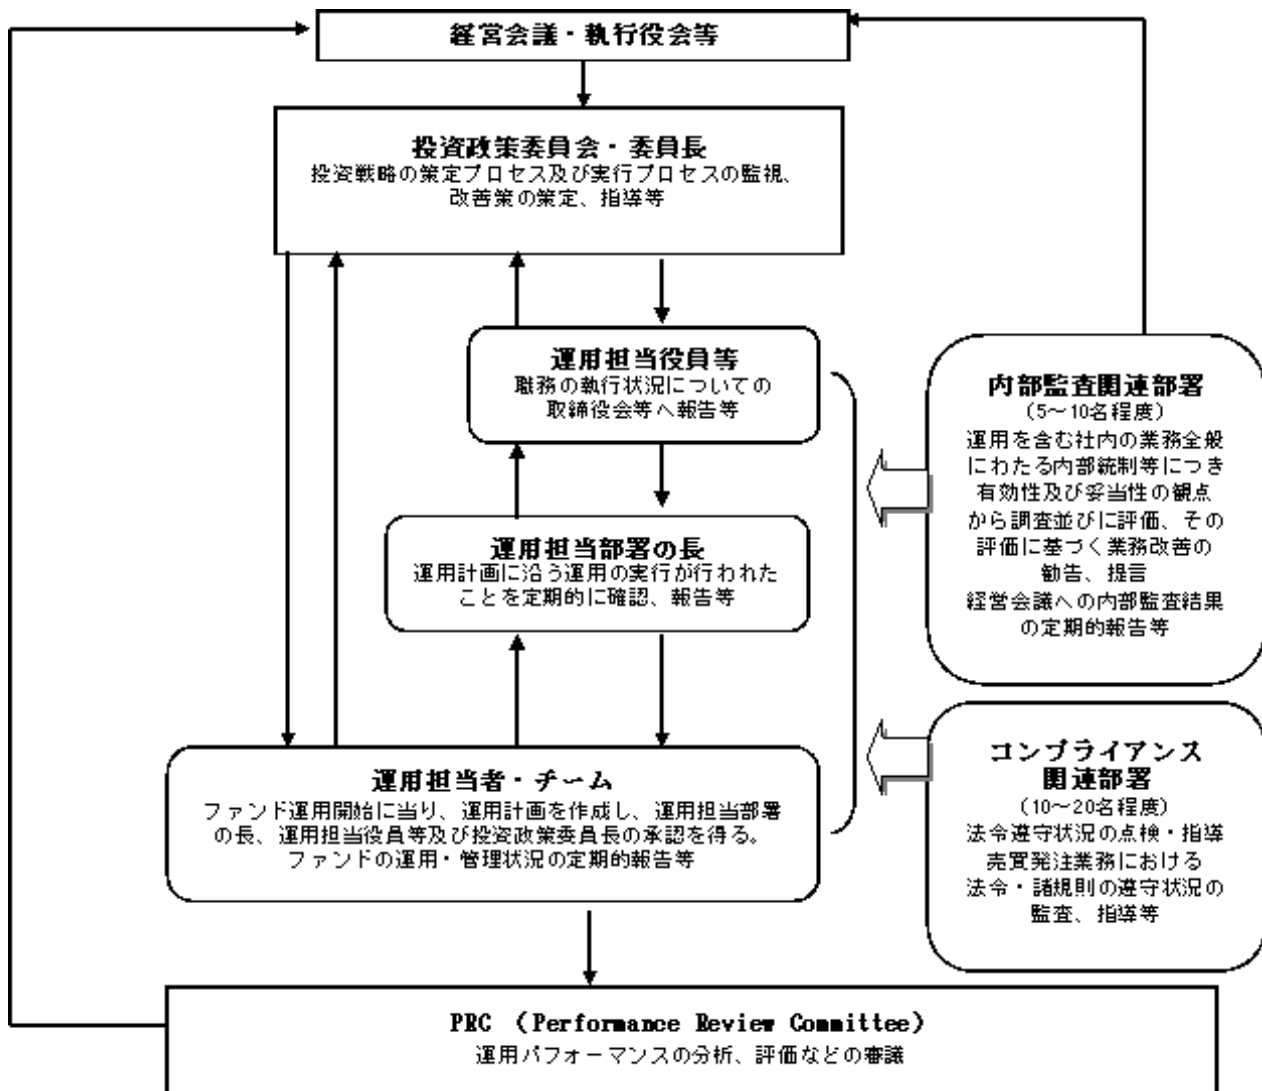 経営会議・執行役会等
投資政策委員会・委員長
投資戦略の策定プロセス及び実行プロセスの監視、
改善策の策定、指導等
運用担当役員等
職務の執行状況についての
取締役会等へ報告等
運用担当部署の長
運用計画に沿う運用の実行が行われた
ことを定期的に確認、報告等
運用担当者・チーム
ファンド運用開始に当り、運用計画を作成し、運用担当部署
の長、運用担当役員等及び投資政策委員長の承認を得る。
ファンドの運用・管理状況の定期的報告等
内部監査関連部署
（5～10名程度）
運用を含む社内の業務全般
にわたる内部統制等につき
有効性及び妥当性の観点
から調査並びに評価、その
評価に基づく業務改善の
勧告、提言
経営会議への内部監査結果
の定期的報告等
コンプライアンス
関連部署
（10～20名程度）
法令遵守状況の点検・指導
売買発注業務における
法令・諸規則の遵守状況の
監査、指導等
PRC （Performance Review Committee）
運用パフォーマンスの分析、評価などの審議